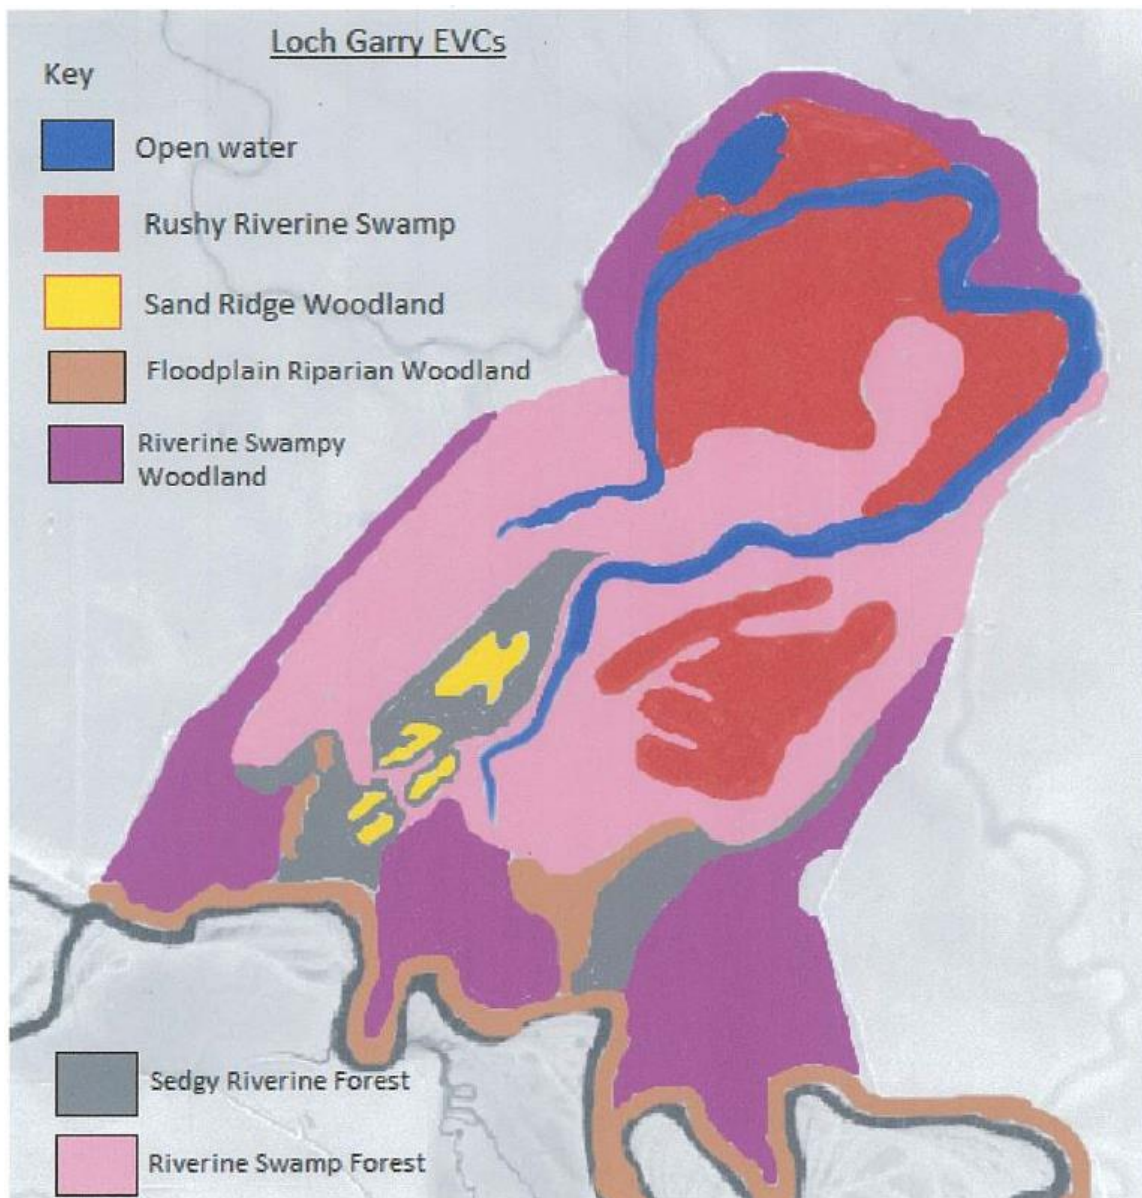 Loch Garry EVCs
Key
Open water
Rushy Riverine Swamp
Sand Ridge Woodland
Floodplain Riparian Woodland
Riverine Swampy
Woodland
Sedgy Riverine Forest
Riverine Swamp Forest